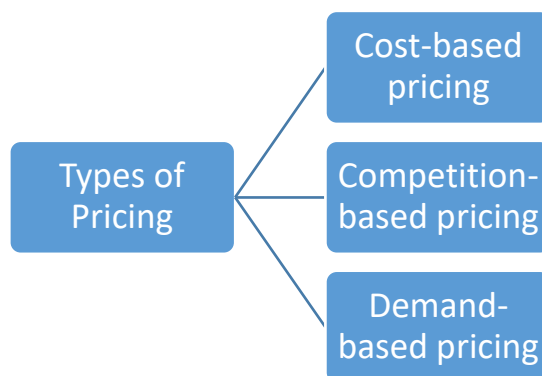 Cost-based
pricing
Types of
Pricing
Competition-
based pricing
Demand-
based pricing